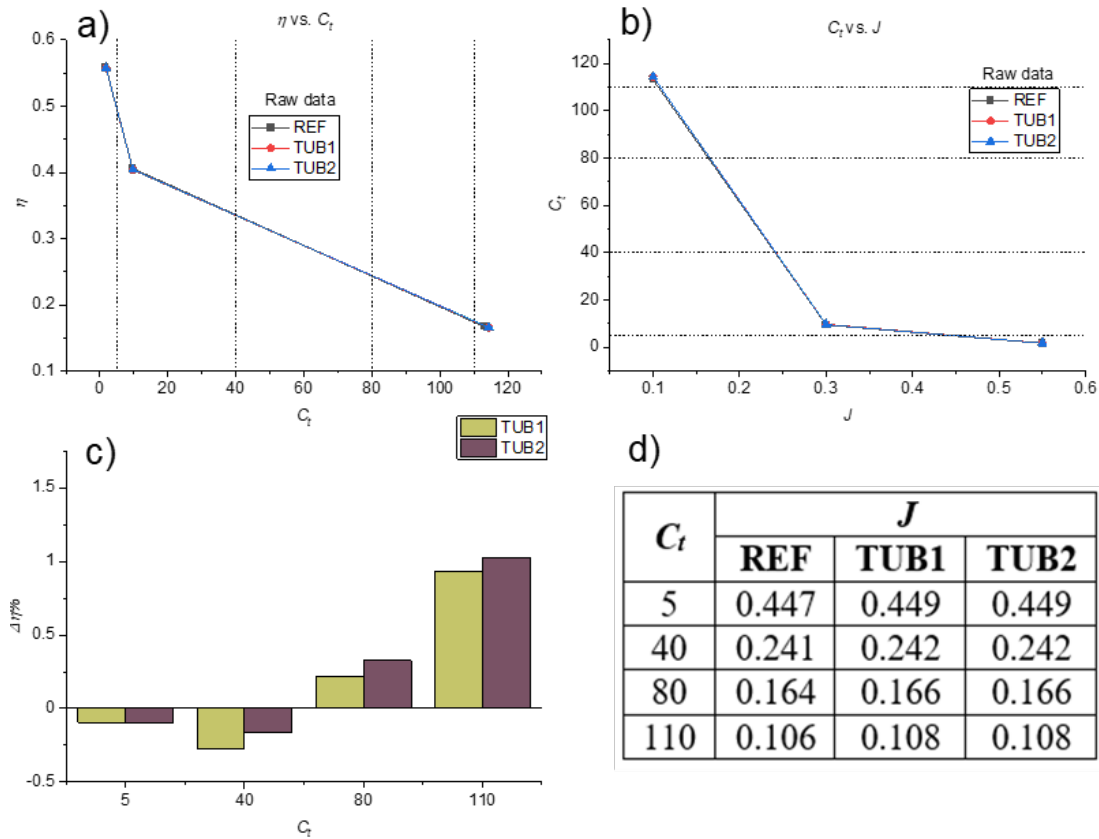 a)
η vs. Cₜ
0.6
0.5
0.4
0.3
0.2
0.1
η
Raw data
REF
TUB1
TUB2
0 20 40 60 80 100 120
Cₜ
b)
Cₜ vs. J
120
100
80
60
40
20
0
Cₜ
Raw data
REF
TUB1
TUB2
0.1 0.2 0.3 0.4 0.5 0.6
J
c)
TUB1
TUB2
1.5
1
0.5
0
-0.5
Δη%
5 40 80 110
Cₜ
d)
Cₜ J
REF TUB1 TUB2
5 0.447 0.449 0.449
40 0.241 0.242 0.242
80 0.164 0.166 0.166
110 0.106 0.108 0.108